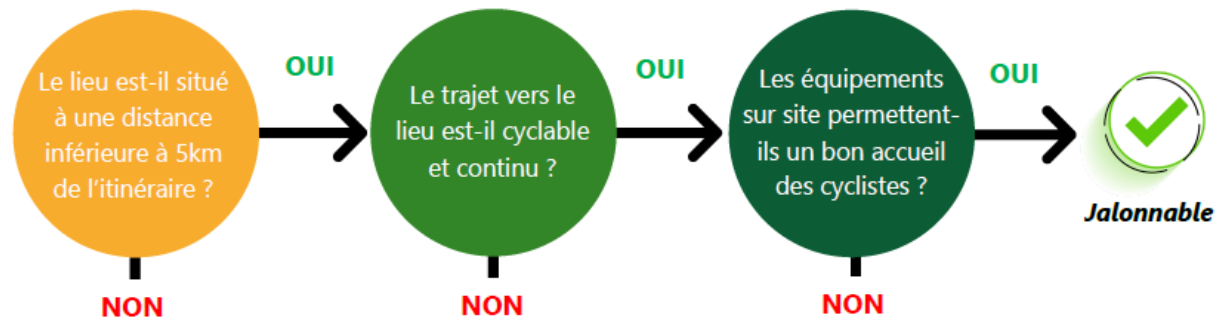 Le lieu est-il situé
à une distance
inférieure à 5km
de l'itinéraire ?
OUI
Le trajet vers le
lieu est-il cyclable
et continu ?
OUI
Les équipements
sur site permettent-
ils un bon accueil
des cyclistes ?
OUI
Jalonnable
NON
NON
NON